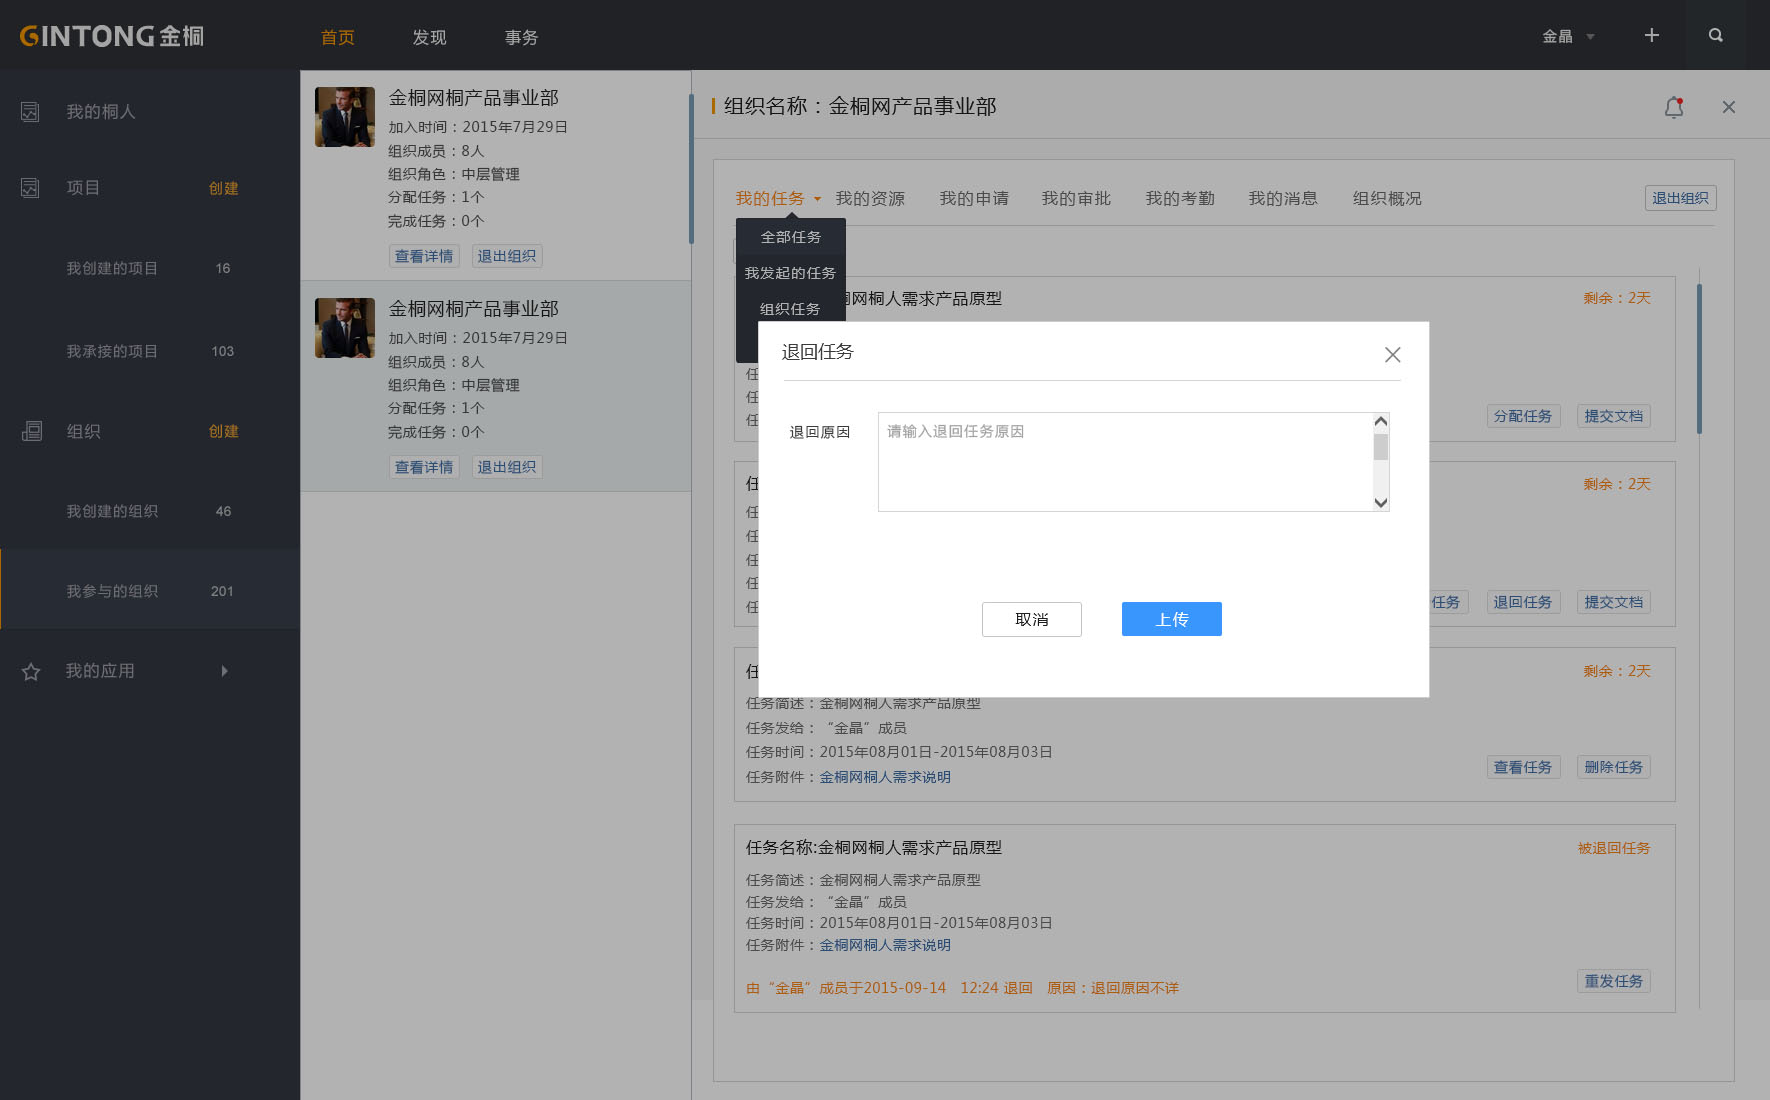 GINTONG金桐
首页 发现 事务
金晶
我的桐人
项目 创建
我创建的项目 16
我承接的项目 103
组织 创建
我创建的组织 46
我参与的组织 201
我的应用
金桐网桐产品事业部
加入时间：2015年7月29日
组织成员：8人
组织角色：中层管理
分配任务：1个
完成任务：0个
查看详情 退出组织
金桐网桐产品事业部
加入时间：2015年7月29日
组织成员：8人
组织角色：中层管理
分配任务：1个
完成任务：0个
查看详情 退出组织
组织名称：金桐网产品事业部
我的任务 我的资源 我的申请 我的审批 我的考勤 我的消息 组织概况 退出组织
全部任务
我发起的任务
组织任务
网桐人需求产品原型 剩余：2天
任
任
任
分配任务 提交文档
退回任务
退回原因 请输入退回任务原因
取消 上传
任 剩余：2天
任
任
任
任
任
任务 退回任务 提交文档
任 剩余：2天
任务简述：金桐网桐人需求产品原型
任务发给：“金晶”成员
任务时间：2015年08月01日-2015年08月03日
任务附件：金桐网桐人需求说明
查看任务 删除任务
任务名称:金桐网桐人需求产品原型 被退回任务
任务简述：金桐网桐人需求产品原型
任务发给：“金晶”成员
任务时间：2015年08月01日-2015年08月03日
任务附件：金桐网桐人需求说明
由“金晶”成员于2015-09-14 12:24 退回 原因：退回原因不详
重发任务